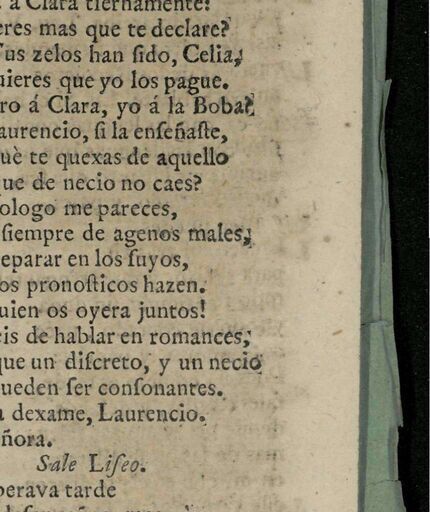 á Clara tiernamente?
eres mas que te declare?
us zelos han sido, Celia,
uieres que yo los pague.
ro á Clara, yo á la Boba?
aurencio, si la enseñaste,
uè te quexas de aquello
ue de necio no caes?
ologo me pareces,
siempre de agenos males,
eparar en los suyos,
os pronosticos hazen.
uien os oyera juntos!
is de hablar en romances,
que un discreto, y un necio
ueden ser consonantes.
a dexame, Laurencio.
ñora.
Sale Liseo.
perava tarde